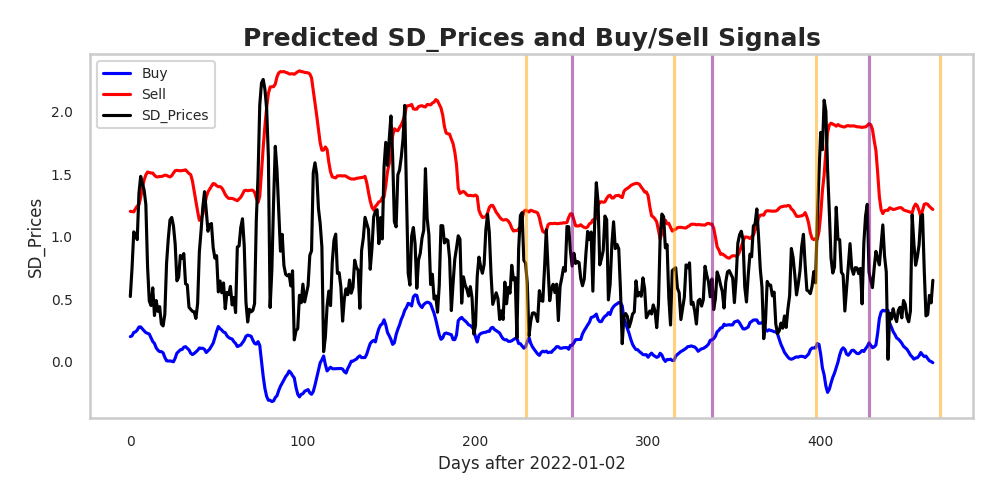 Predicted SD_Prices and Buy/Sell Signals
Buy
Sell
SD_Prices
2.0
1.5
1.0
0.5
0.0
SD_Prices
0 100 200 300 400
Days after 2022-01-02